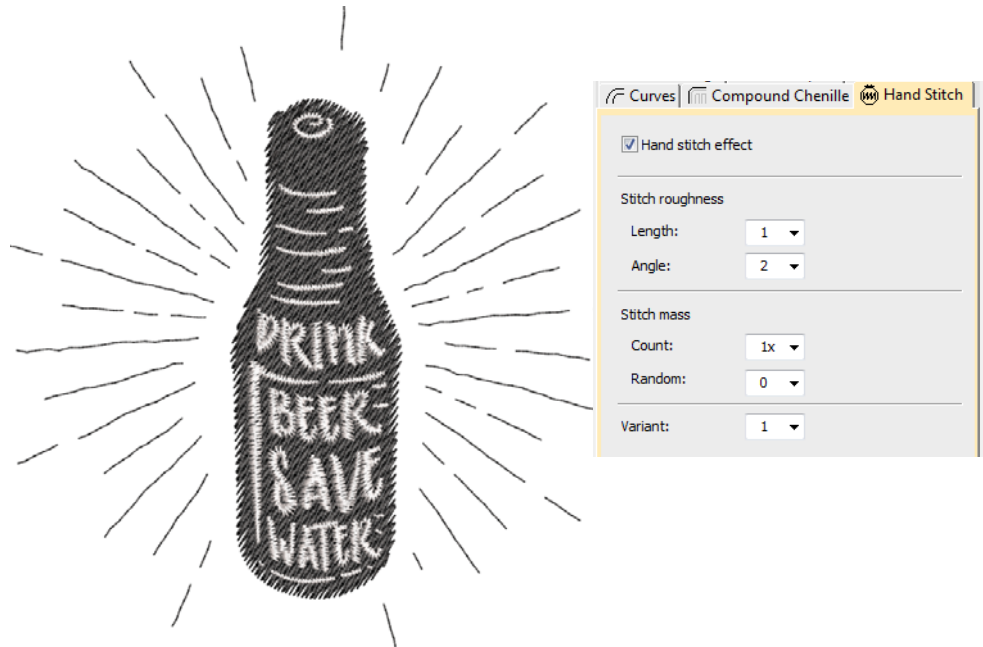 DRINK
BEER
SAVE
WATER
Curves
Compound Chenille
Hand Stitch
Hand stitch effect
Stitch roughness
Length: 1
Angle: 2
Stitch mass
Count: 1x
Random: 0
Variant: 1